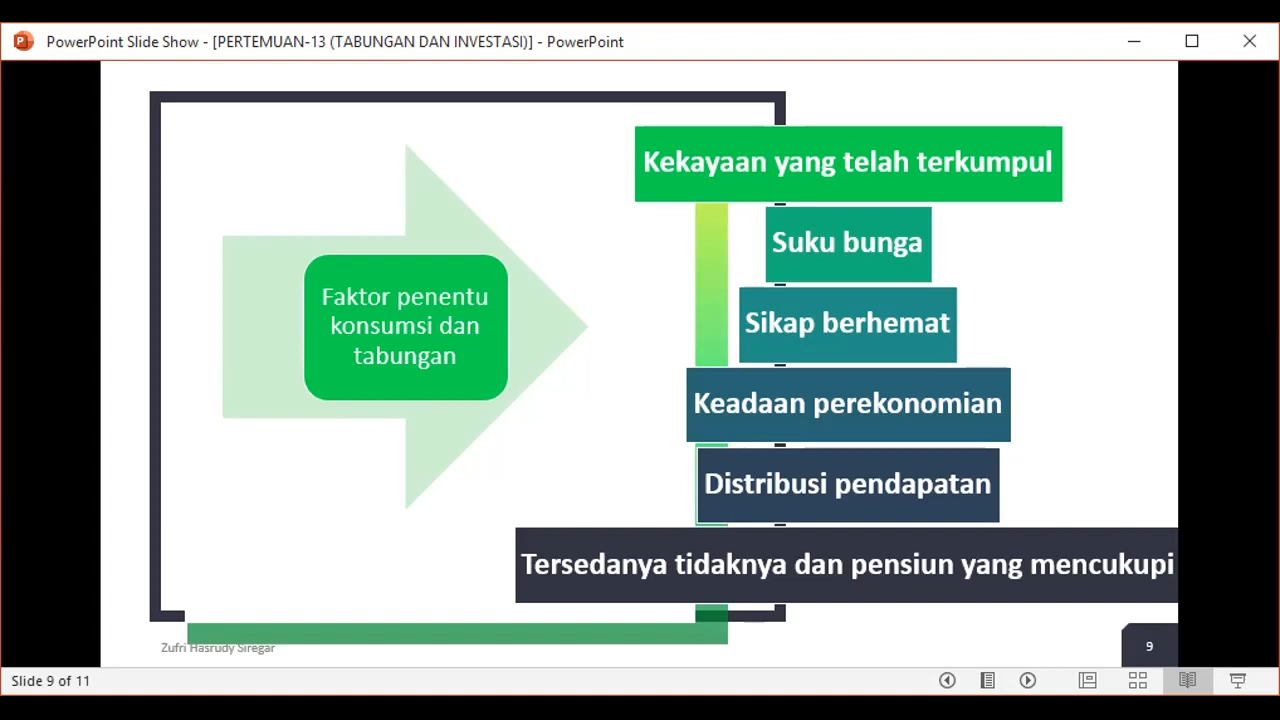 PowerPoint Slide Show - [PERTEMUAN-13 (TABUNGAN DAN INVESTASI)] - PowerPoint
Faktor penentu
konsumsi dan
tabungan
Kekayaan yang telah terkumpul
Suku bunga
Sikap berhemat
Keadaan perekonomian
Distribusi pendapatan
Tersedanya tidaknya dan pensiun yang mencukupi
Zufri Hasrudy Siregar
9
Slide 9 of 11